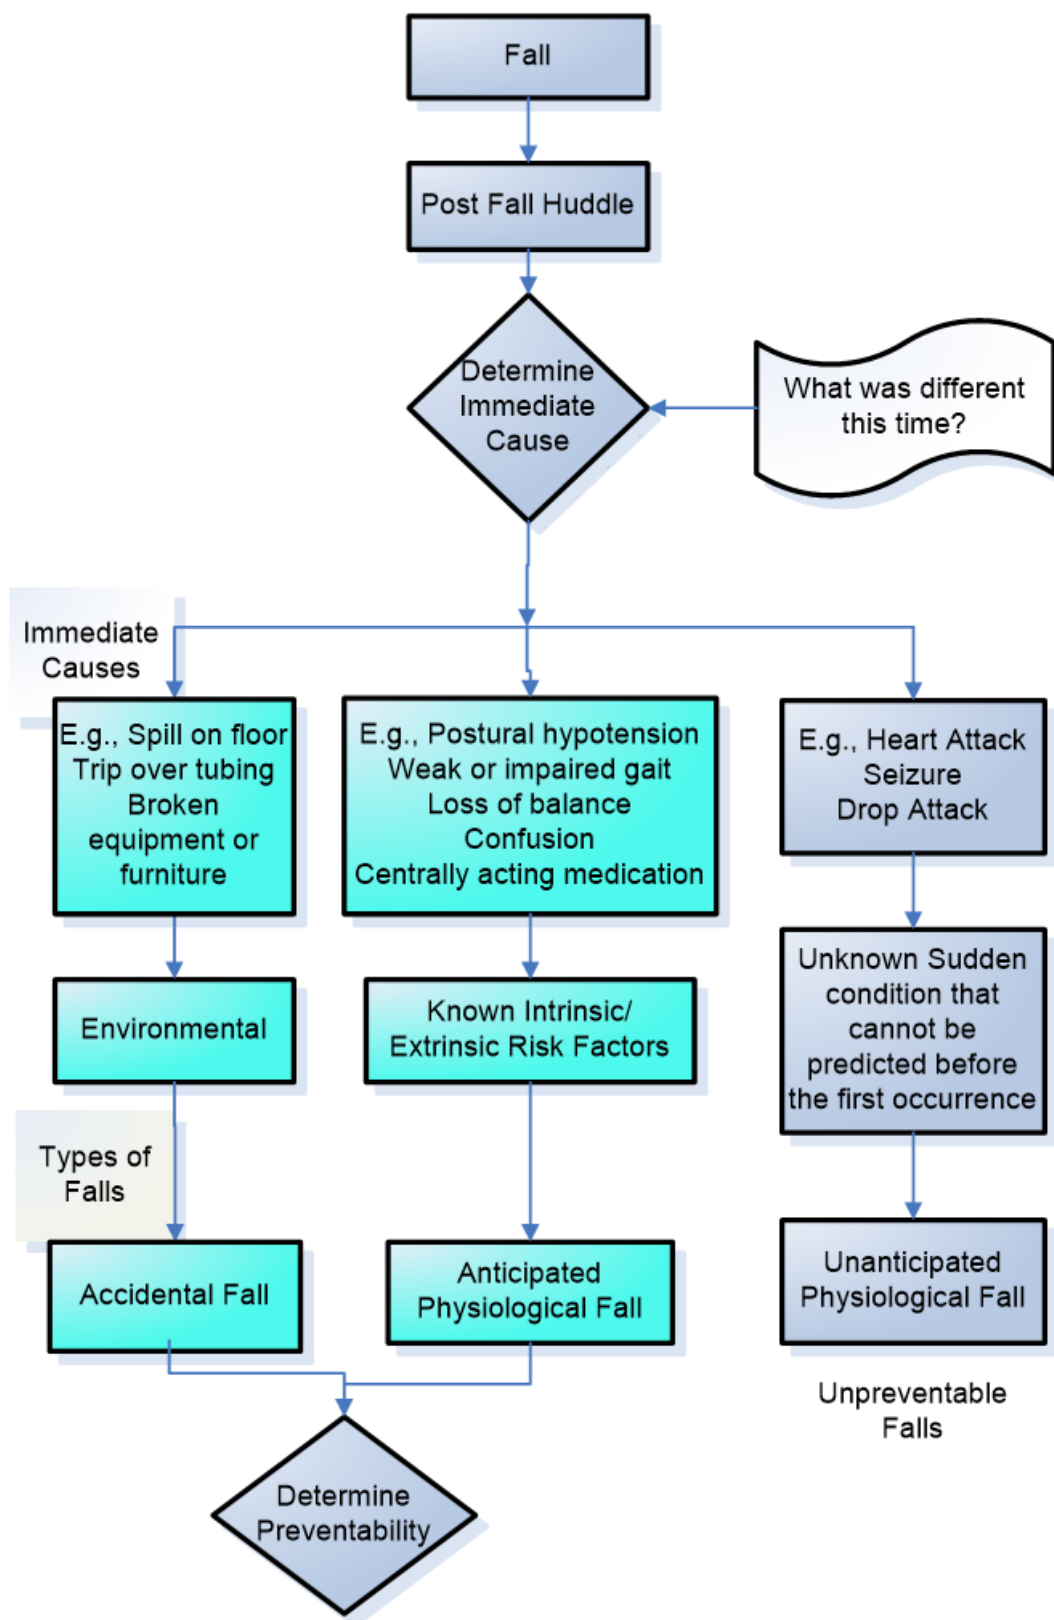 Fall
Post Fall Huddle
Determine
Immediate
Cause
What was different
this time?
Immediate
Causes
E.g., Spill on floor
Trip over tubing
Broken
equipment or
furniture
E.g., Postural hypotension
Weak or impaired gait
Loss of balance
Confusion
Centrally acting medication
E.g., Heart Attack
Seizure
Drop Attack
Environmental
Known Intrinsic/
Extrinsic Risk Factors
Unknown Sudden
condition that
cannot be
predicted before
the first occurrence
Types of
Falls
Accidental Fall
Anticipated
Physiological Fall
Unanticipated
Physiological Fall
Unpreventable
Falls
Determine
Preventability